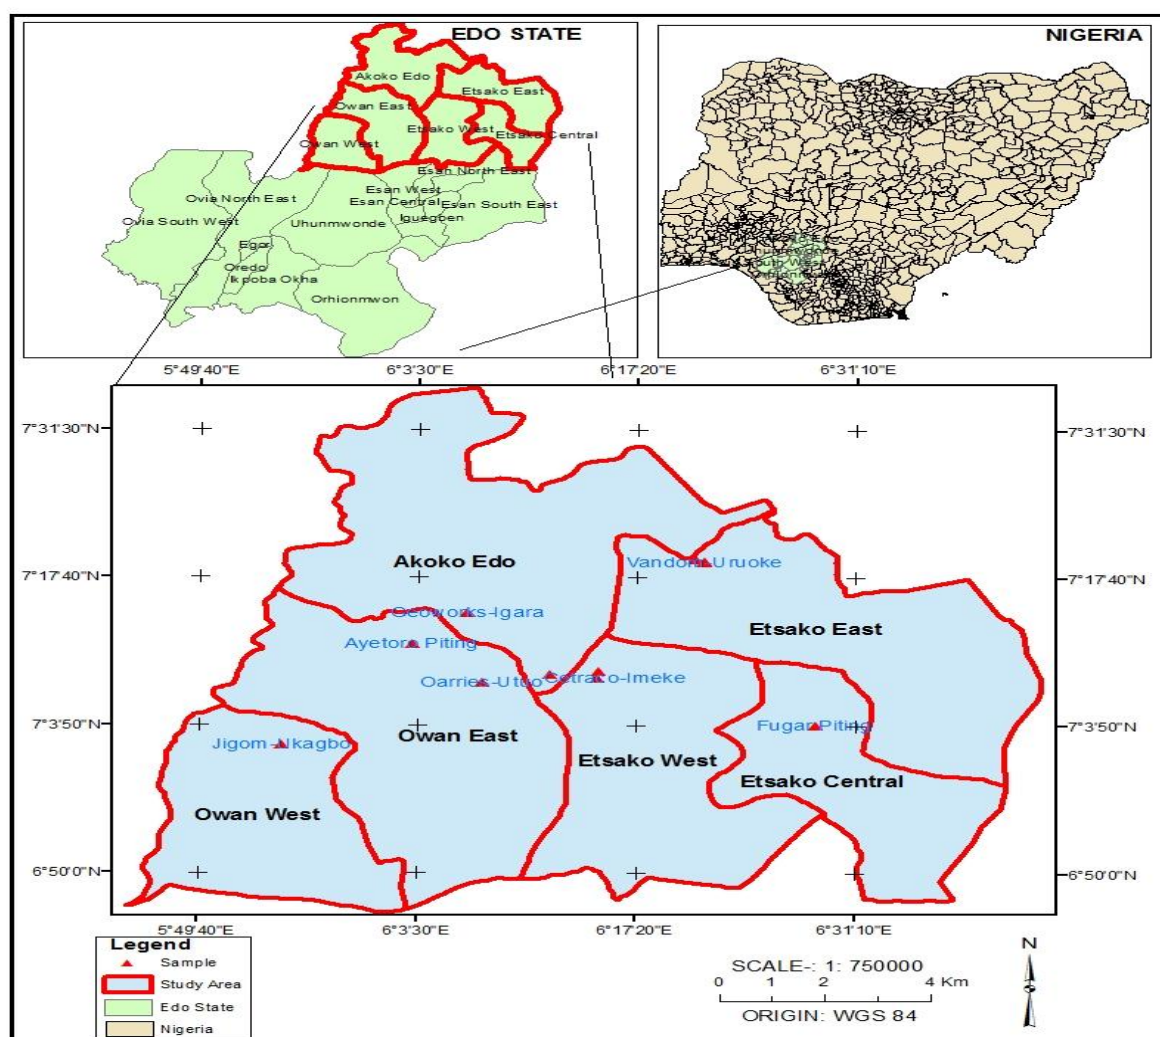 EDO STATE
Akoko Edo
Etsako East
Owan East
Etsako West
Etsako Central
Owan West
Esan North East
Esan West
Ovia North East
Esan Central
Esan South East
Ovia South West
Uhunmwonde
Egor
Oredo
Ikpoba Okha
Orhionmwon
NIGERIA
5°49'40"E 6°3'30"E 6°17'20"E 6°31'10"E
7°31'30"N 7°31'30"N
Akoko Edo
Vandom-Uruoke
7°17'40"N 7°17'40"N
Geoworks-Igara
Etsako East
Ayetoro Piting
Oarries-Utuo
Cetraco-Imeke
7°3'50"N 7°3'50"N
Fugar Piting
Owan East
Jigom-Ikagbo
Etsako West
Etsako Central
Owan West
6°50'0"N 6°50'0"N
5°49'40"E 6°3'30"E 6°17'20"E 6°31'10"E
Legend
Sample
Study Area
Edo State
Nigeria
N
SCALE-: 1: 750000
0 1 2 4 Km
ORIGIN: WGS 84